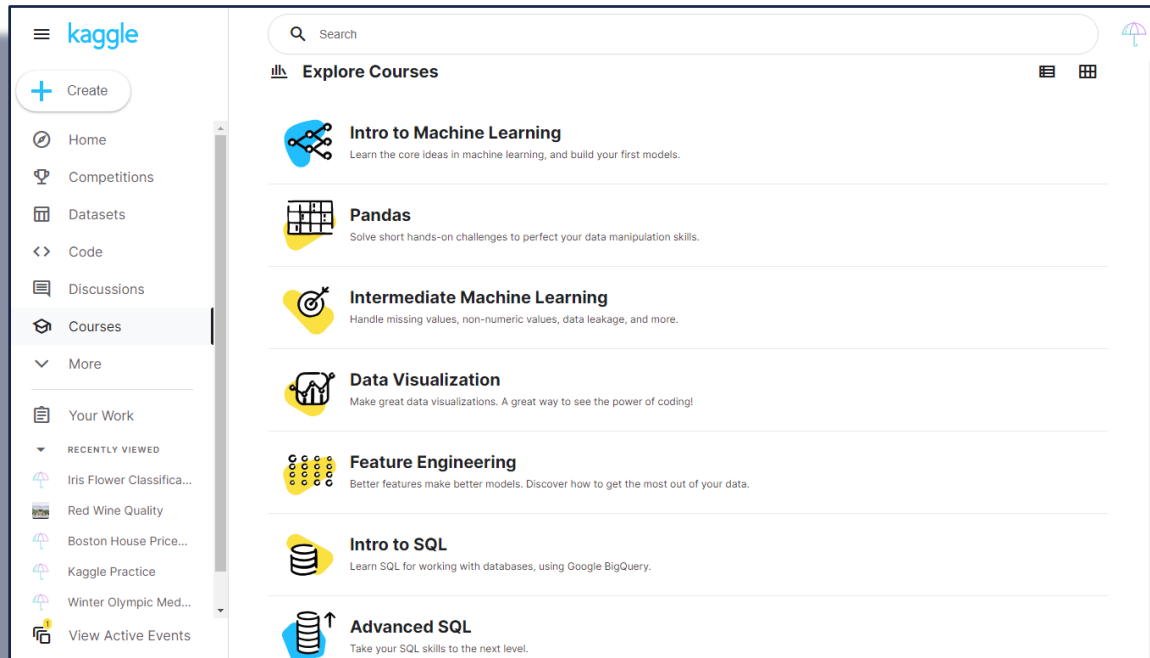 kaggle
Search
Create
Home
Competitions
Datasets
Code
Discussions
Courses
More
Your Work
RECENTLY VIEWED
Iris Flower Classifica...
Red Wine Quality
Boston House Price...
Kaggle Practice
Winter Olympic Med...
1
View Active Events
Explore Courses
Intro to Machine Learning
Learn the core ideas in machine learning, and build your first models.
Pandas
Solve short hands-on challenges to perfect your data manipulation skills.
Intermediate Machine Learning
Handle missing values, non-numeric values, data leakage, and more.
Data Visualization
Make great data visualizations. A great way to see the power of coding!
Feature Engineering
Better features make better models. Discover how to get the most out of your data.
Intro to SQL
Learn SQL for working with databases, using Google BigQuery.
Advanced SQL
Take your SQL skills to the next level.